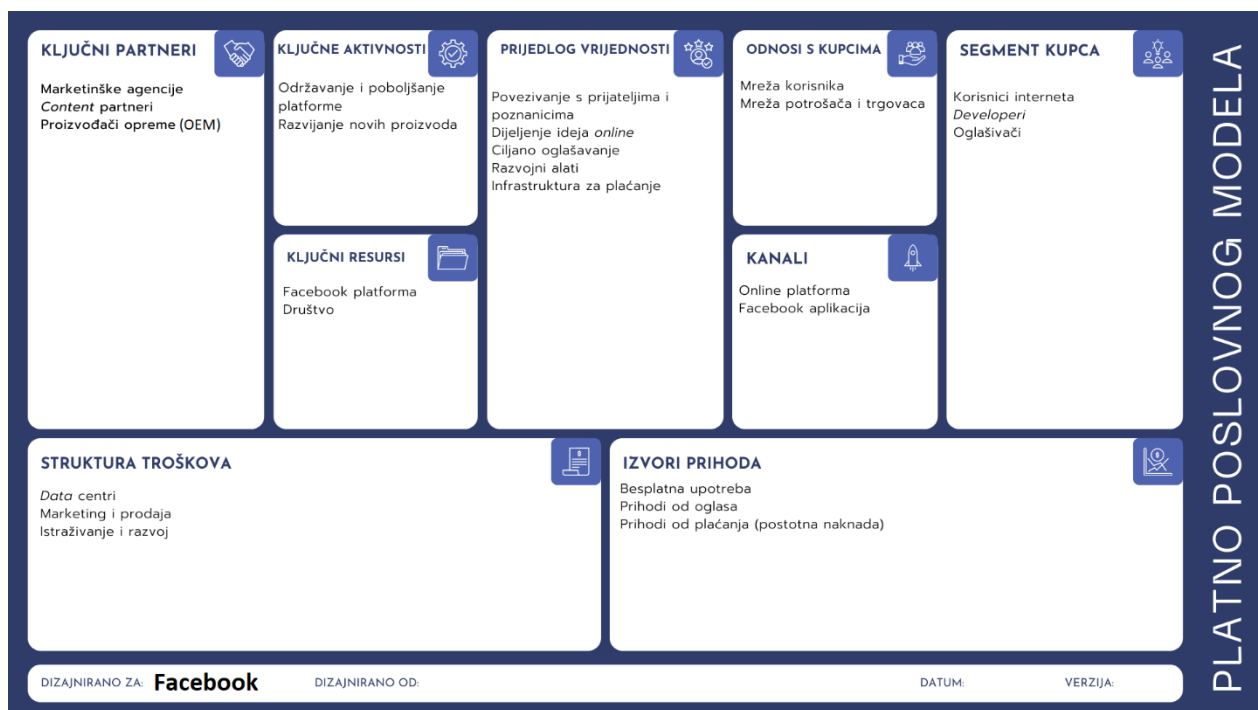 KLJUČNI PARTNERI
Marketinške agencije
Content partneri
Proizvođači opreme (OEM)
KLJUČNE AKTIVNOSTI
Održavanje i poboljšanje
platforme
Razvijanje novih proizvoda
KLJUČNI RESURSI
Facebook platforma
Društvo
PRIJEDLOG VRIJEDNOSTI
Povezivanje s prijateljima i
poznanicima
Dijeljenje ideja online
Ciljano oglašavanje
Razvojni alati
Infrastruktura za plaćanje
ODNOSI S KUPCIMA
Mreža korisnika
Mreža potrošača i trgovaca
KANALI
Online platforma
Facebook aplikacija
SEGMENT KUPCA
Korisnici interneta
Developeri
Oglašivači
STRUKTURA TROŠKOVA
Data centri
Marketing i prodaja
Istraživanje i razvoj
IZVORI PRIHODA
Besplatna upotreba
Prihodi od oglasa
Prihodi od plaćanja (postotna naknada)
DIZAJNIRANO ZA: Facebook DIZAJNIRANO OD: DATUM: VERZIJA:
PLATNO POSLOVNOG MODELA